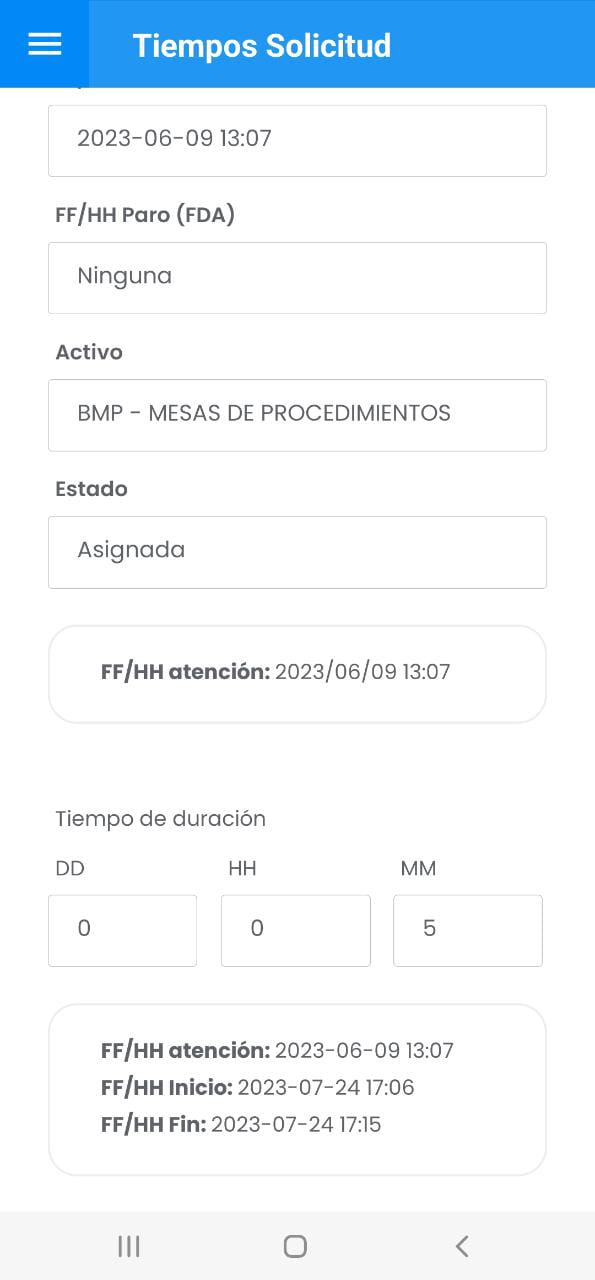 Tiempos Solicitud
2023-06-09 13:07
FF/HH Paro (FDA)
Ninguna
Activo
BMP - MESAS DE PROCEDIMIENTOS
Estado
Asignada
FF/HH atención: 2023/06/09 13:07
Tiempo de duración
DD HH MM
0 0 5
FF/HH atención: 2023-06-09 13:07
FF/HH Inicio: 2023-07-24 17:06
FF/HH Fin: 2023-07-24 17:15